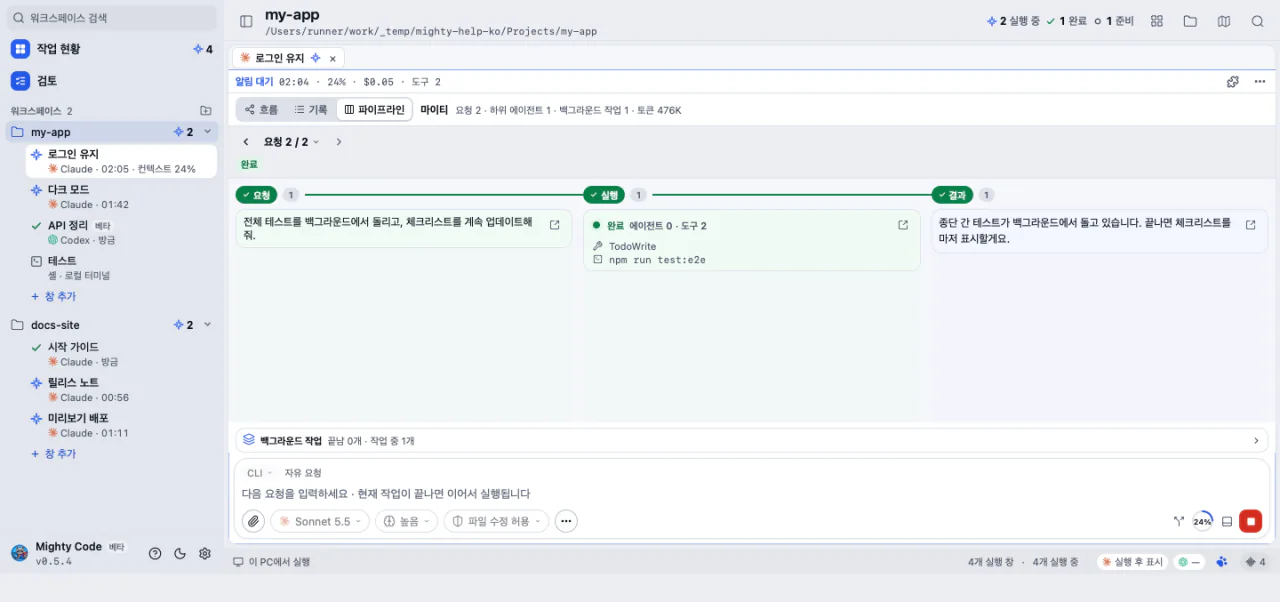 워크스페이스 검색
작업 현황 4
검토
워크스페이스 2
my-app 2
로그인 유지
Claude · 02:05 · 컨텍스트 24%
다크 모드
Claude · 01:42
API 정리 베타
Codex · 방금
테스트
셸 · 로컬 터미널
+ 창 추가
docs-site 2
시작 가이드
Claude · 방금
릴리스 노트
Claude · 00:56
미리보기 배포
Claude · 01:11
+ 창 추가
Mighty Code 베타
v0.5.4
my-app
/Users/runner/work/_temp/mighty-help-ko/Projects/my-app
2 실행 중 1 완료 1 준비
로그인 유지
알림 대기 02:04 · 24% · $0.05 · 도구 2
흐름 기록 파이프라인 마이티 요청 2 · 하위 에이전트 1 · 백그라운드 작업 1 · 토큰 476K
요청 2 / 2
완료
요청 1
전체 테스트를 백그라운드에서 돌리고, 체크리스트를 계속 업데이트해
줘.
실행 1
완료 에이전트 0 · 도구 2
TodoWrite
npm run test:e2e
결과 1
종단 간 테스트가 백그라운드에서 돌고 있습니다. 끝나면 체크리스트를
마저 표시할게요.
백그라운드 작업 끝남 0개 · 작업 중 1개
CLI 자유 요청
다음 요청을 입력하세요 · 현재 작업이 끝나면 이어서 실행됩니다
Sonnet 5.5 높음 파일 수정 허용
24%
이 PC에서 실행
4개 실행 창 · 4개 실행 중 실행 후 표시 — 4